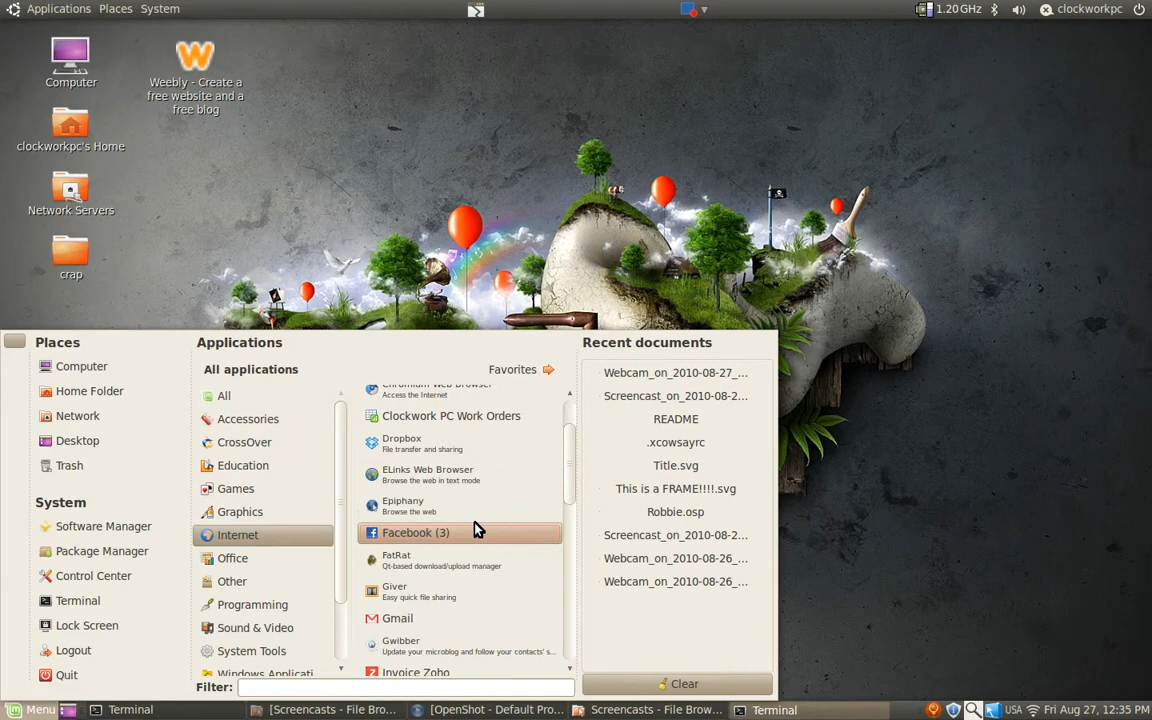 Applications Places System
1.20 GHz clockworkpc
Computer
Weebly - Create a
free website and a
free blog
clockworkpc's Home
Network Servers
crap
Places
Computer
Home Folder
Network
Desktop
Trash
System
Software Manager
Package Manager
Control Center
Terminal
Lock Screen
Logout
Quit
Applications
All applications
Favorites
All
Accessories
CrossOver
Education
Games
Graphics
Internet
Office
Other
Programming
Sound & Video
System Tools
Windows Applicati
Chromium Web Browser
Access the Internet
Clockwork PC Work Orders
Dropbox
File transfer and sharing
ELinks Web Browser
Browse the web in text mode
Epiphany
Browse the web
Facebook (3)
FatRat
Qt-based download/upload manager
Giver
Easy quick file sharing
Gmail
Gwibber
Update your microblog and follow your contacts' s...
Invoice Zoho
Filter:
Recent documents
Webcam_on_2010-08-27_...
Screencast_on_2010-08-2...
README
.xcowsayrc
Title.svg
This is a FRAME!!!!.svg
Robbie.osp
Screencast_on_2010-08-2...
Webcam_on_2010-08-26_...
Webcam_on_2010-08-26_...
Clear
Menu Terminal [Screencasts - File Bro... [OpenShot - Default Pro... Screencasts - File Brow... Terminal USA Fri Aug 27, 12:35 PM